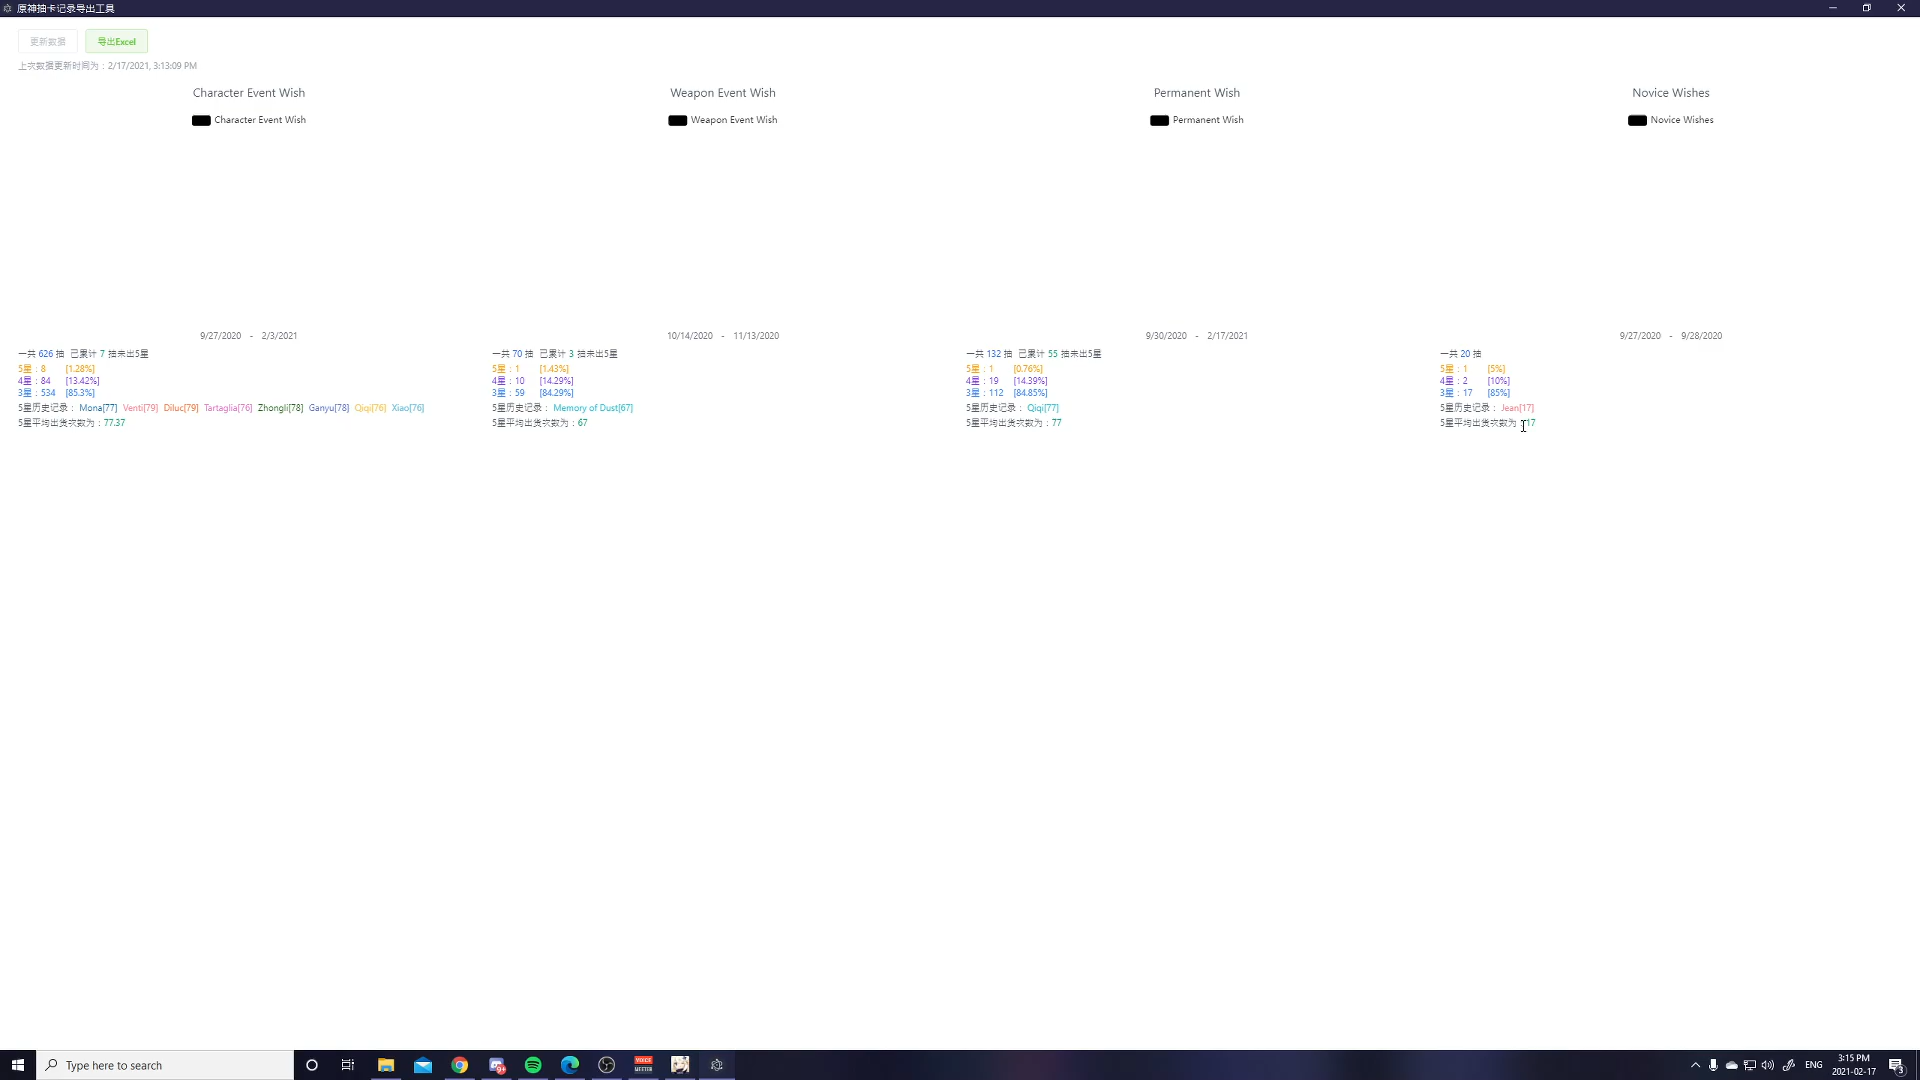 原神抽卡记录导出工具
更新数据 导出Excel
上次数据更新时间为：2/17/2021, 3:13:09 PM
Character Event Wish
Character Event Wish
9/27/2020 - 2/3/2021
一共 626 抽 已累计 7 抽未出5星
5星：8 [1.28%]
4星：84 [13.42%]
3星：534 [85.3%]
5星历史记录： Mona[77] Venti[79] Diluc[79] Tartaglia[76] Zhongli[78] Ganyu[78] Qiqi[76] Xiao[76]
5星平均出货次数为：77.37
Weapon Event Wish
Weapon Event Wish
10/14/2020 - 11/13/2020
一共 70 抽 已累计 3 抽未出5星
5星：1 [1.43%]
4星：10 [14.29%]
3星：59 [84.29%]
5星历史记录： Memory of Dust[67]
5星平均出货次数为：67
Permanent Wish
Permanent Wish
9/30/2020 - 2/17/2021
一共 132 抽 已累计 55 抽未出5星
5星：1 [0.76%]
4星：19 [14.39%]
3星：112 [84.85%]
5星历史记录： Qiqi[77]
5星平均出货次数为：77
Novice Wishes
Novice Wishes
9/27/2020 - 9/28/2020
一共 20 抽
5星：1 [5%]
4星：2 [10%]
3星：17 [85%]
5星历史记录： Jean[17]
5星平均出货次数为：17
Type here to search
9+
VOICE
MEETER
ENG
3:15 PM
2021-02-17
3